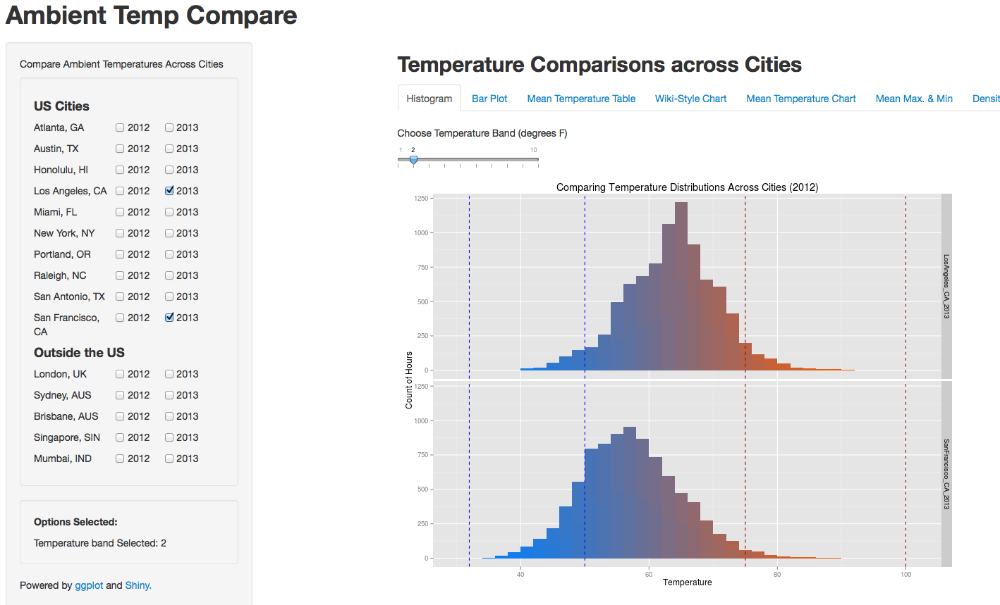 Ambient Temp Compare
Compare Ambient Temperatures Across Cities
US Cities
Atlanta, GA 2012 2013
Austin, TX 2012 2013
Honolulu, HI 2012 2013
Los Angeles, CA 2012 2013
Miami, FL 2012 2013
New York, NY 2012 2013
Portland, OR 2012 2013
Raleigh, NC 2012 2013
San Antonio, TX 2012 2013
San Francisco, 2012 2013
CA
Outside the US
London, UK 2012 2013
Sydney, AUS 2012 2013
Brisbane, AUS 2012 2013
Singapore, SIN 2012 2013
Mumbai, IND 2012 2013
Options Selected:
Temperature band Selected: 2
Powered by ggplot and Shiny.
Temperature Comparisons across Cities
Histogram Bar Plot Mean Temperature Table Wiki-Style Chart Mean Temperature Chart Mean Max. & Min Densit
Choose Temperature Band (degrees F)
1 2 10
Comparing Temperature Distributions Across Cities (2012)
Count of Hours
1250
1000
750
500
250
0
LosAngeles_CA_2013
1250
1000
750
500
250
0
SanFrancisco_CA_2013
40 60 80 100
Temperature